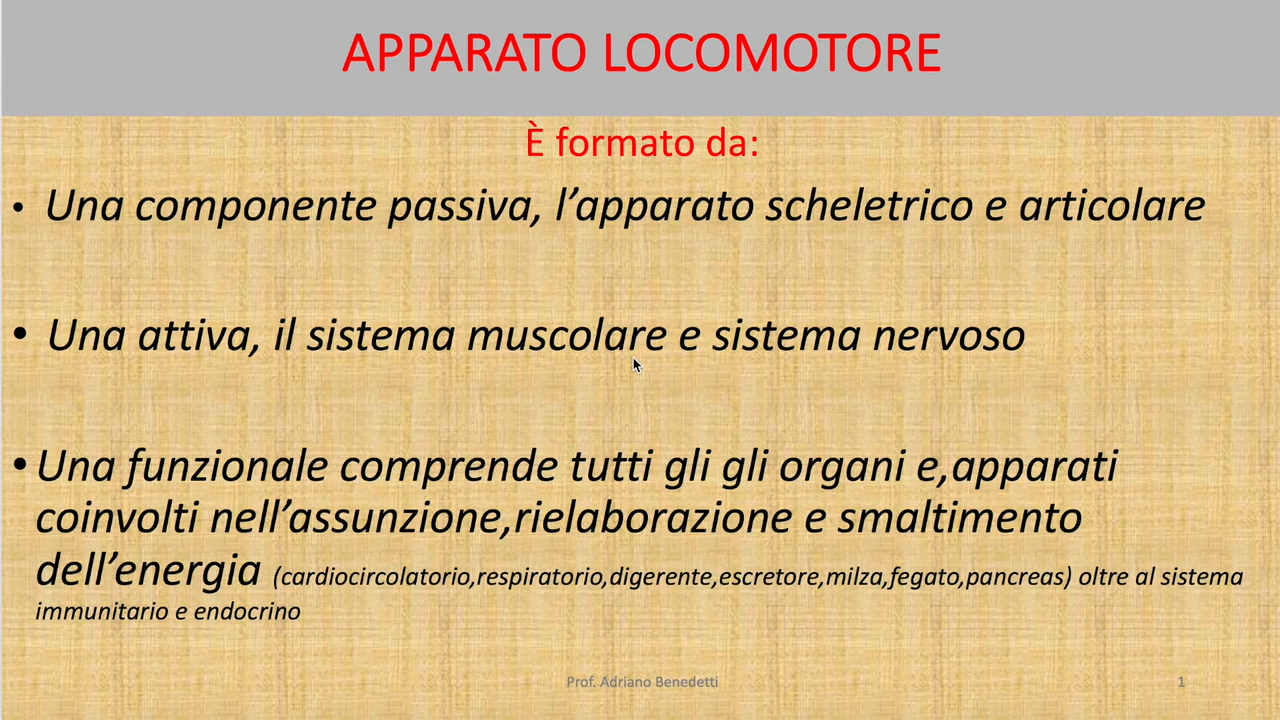 APPARATO LOCOMOTORE
È formato da:
• Una componente passiva, l’apparato scheletrico e articolare
• Una attiva, il sistema muscolare e sistema nervoso
• Una funzionale comprende tutti gli gli organi e,apparati
coinvolti nell’assunzione,rielaborazione e smaltimento
dell’energia (cardiocircolatorio,respiratorio,digerente,escretore,milza,fegato,pancreas) oltre al sistema
immunitario e endocrino
Prof. Adriano Benedetti
1